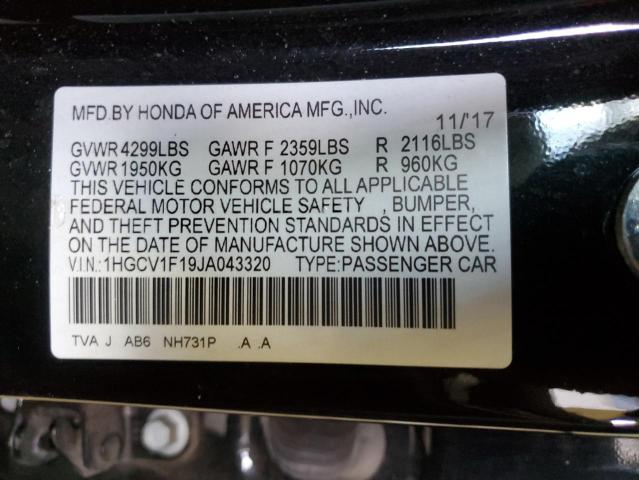 MFD.BY HONDA OF AMERICA MFG.,INC.
11/'17
GVWR 4299LBS GAWR F 2359LBS R 2116LBS
GVWR 1950KG GAWR F 1070KG R 960KG
THIS VEHICLE CONFORMS TO ALL APPLICABLE
FEDERAL MOTOR VEHICLE SAFETY , BUMPER,
AND THEFT PREVENTION STANDARDS IN EFFECT
ON THE DATE OF MANUFACTURE SHOWN ABOVE.
V.I.N.:1HGCV1F19JA043320 TYPE:PASSENGER CAR
TVA J AB6 NH731P .A .A